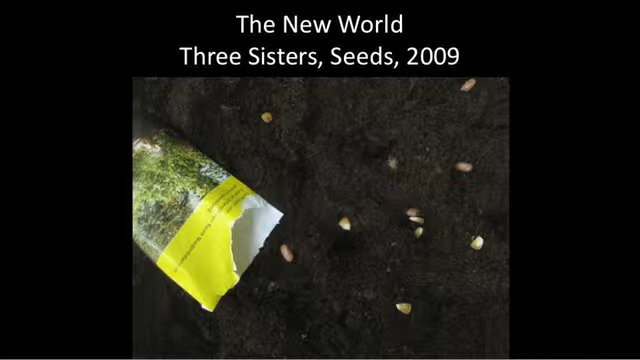 The New World
Three Sisters, Seeds, 2009